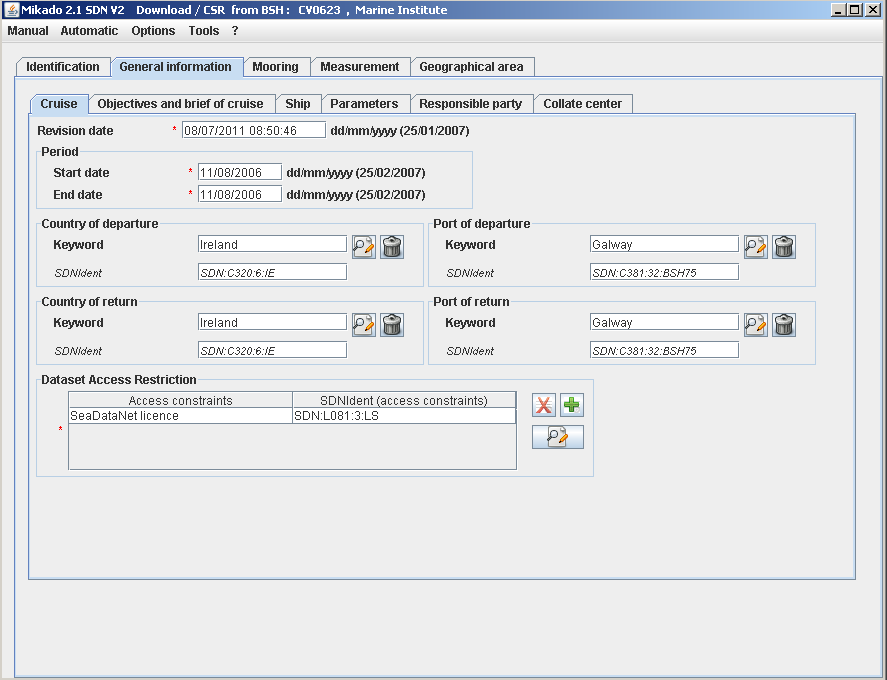 Mikado 2.1 SDN V2 Download / CSR from BSH : CV0623 , Marine Institute
Manual Automatic Options Tools ?
Identification General information Mooring Measurement Geographical area
Cruise Objectives and brief of cruise Ship Parameters Responsible party Collate center
Revision date * 08/07/2011 08:50:46 dd/mm/yyyy (25/01/2007)
Period
Start date * 11/08/2006 dd/mm/yyyy (25/02/2007)
End date * 11/08/2006 dd/mm/yyyy (25/02/2007)
Country of departure Port of departure
Keyword Ireland Keyword Galway
SDNIdent SDN:C320:6:IE SDNIdent SDN:C381:32:BSH75
Country of return Port of return
Keyword Ireland Keyword Galway
SDNIdent SDN:C320:6:IE SDNIdent SDN:C381:32:BSH75
Dataset Access Restriction
Access constraints SDNIdent (access constraints)
SeaDataNet licence SDN:L081:3:LS
*